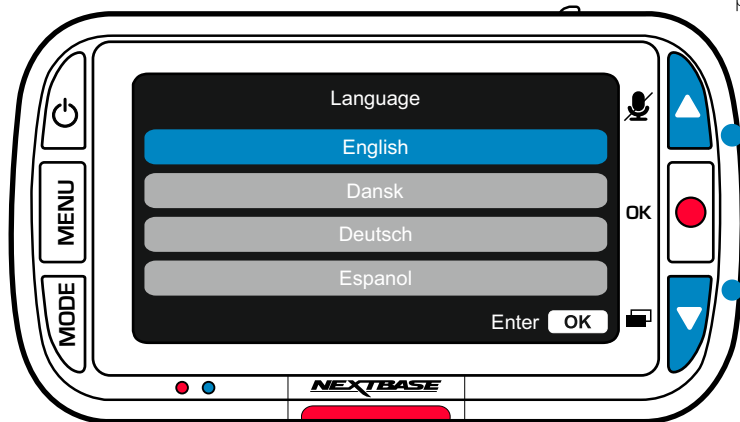 Language
English
Dansk
Deutsch
Espanol
Enter OK
MENU
MODE
OK
NEXTBASE